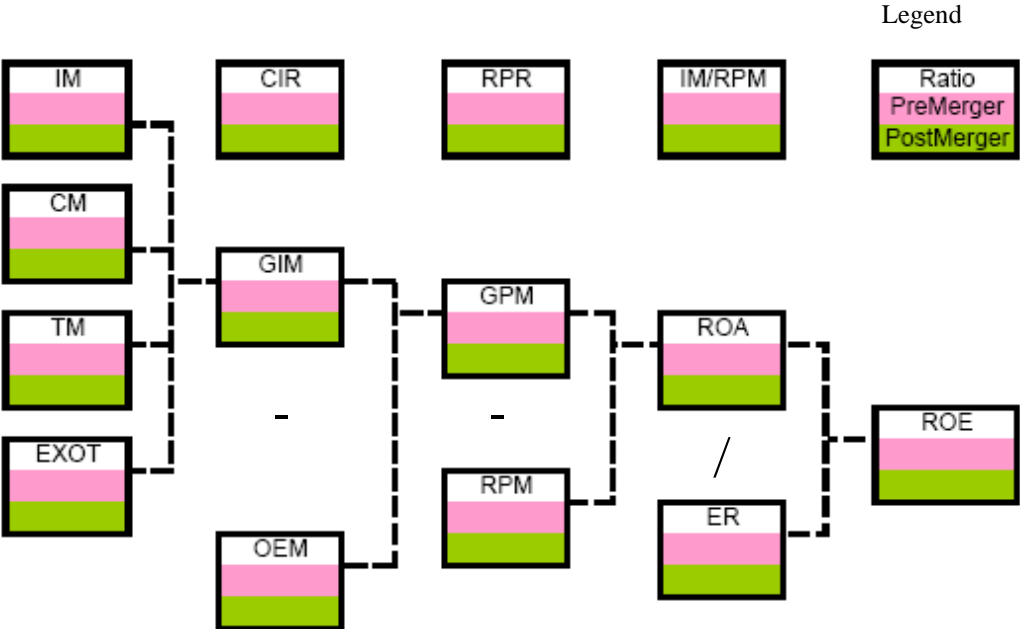 Legend
IM
CIR
RPR
IM/RPM
Ratio
PreMerger
PostMerger
CM
GIM
GPM
TM
ROA
-
-
ROE
EXOT
/
RPM
ER
OEM